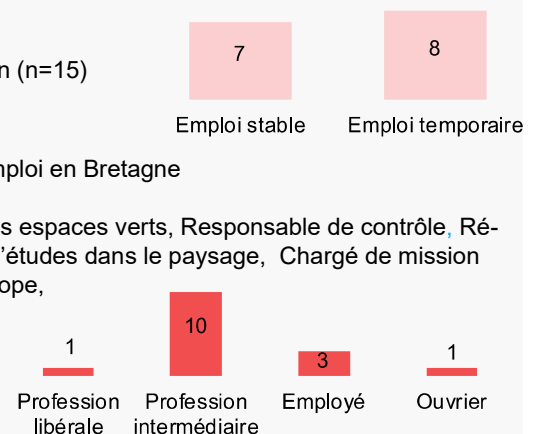 7
8
n (n=15)
Emploi stable
Emploi temporaire
nploi en Bretagne
s espaces verts, Responsable de contrôle, Ré-
'études dans le paysage, Chargé de mission
ope,
1
10
3
1
Profession libérale
Profession intermédiaire
Employé
Ouvrier